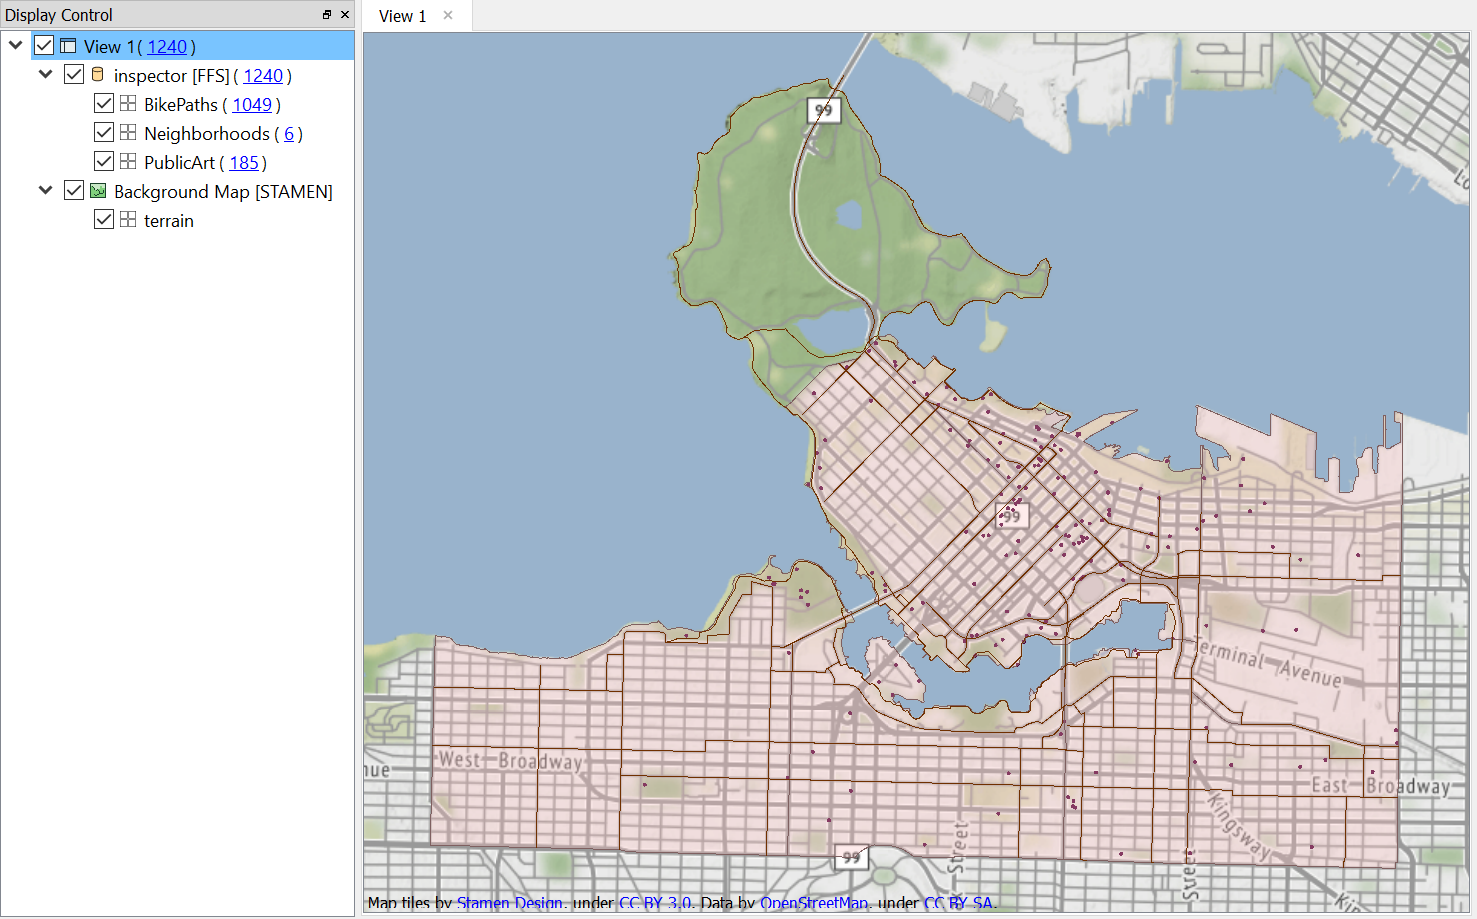 Display Control
View 1
View 1 ( 1240 )
inspector [FFS] ( 1240 )
BikePaths ( 1049 )
Neighborhoods ( 6 )
PublicArt ( 185 )
Background Map [STAMEN]
terrain
99
99
Terminal Avenue
West Broadway
nue
East Broadway
Kingsway
Street
Street
99
Map tiles by Stamen Design, under CC BY 3.0. Data by OpenStreetMap, under CC BY SA.